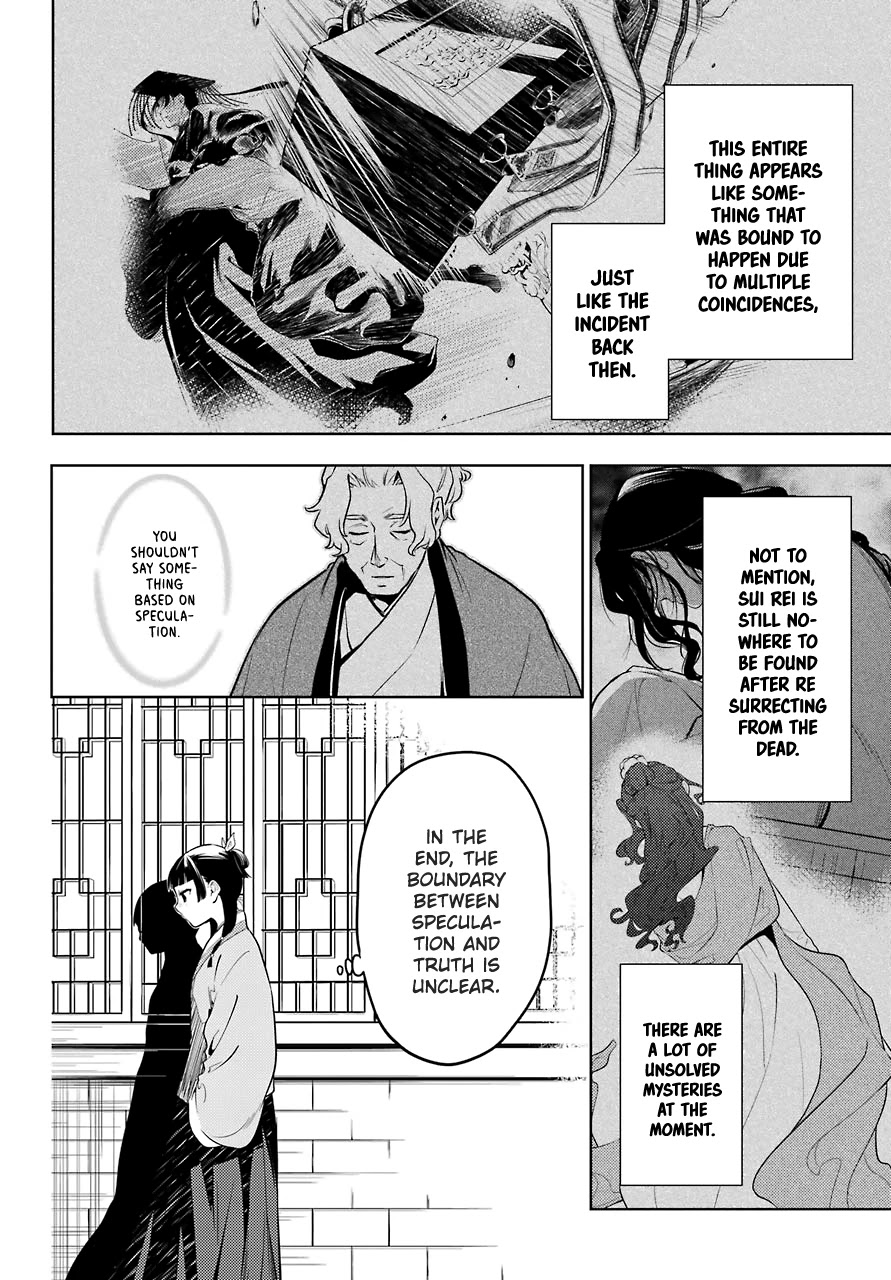 THIS ENTIRE
THING APPEARS
LIKE SOME-
THING THAT
WAS BOUND TO
HAPPEN DUE
TO MULTIPLE
COINCIDENCES,
JUST
LIKE THE
INCIDENT
BACK
THEN.
NOT TO
MENTION,
SUI REI IS
STILL NO-
WHERE TO
BE FOUND
AFTER RE
SURRECTING
FROM THE
DEAD.
THERE ARE
A LOT OF
UNSOLVED
MYSTERIES
AT THE
MOMENT.
YOU
SHOULDN'T
SAY SOME-
THING
BASED ON
SPECULA-
TION.
IN THE
END, THE
BOUNDARY
BETWEEN
SPECULA-
TION AND
TRUTH IS
UNCLEAR.